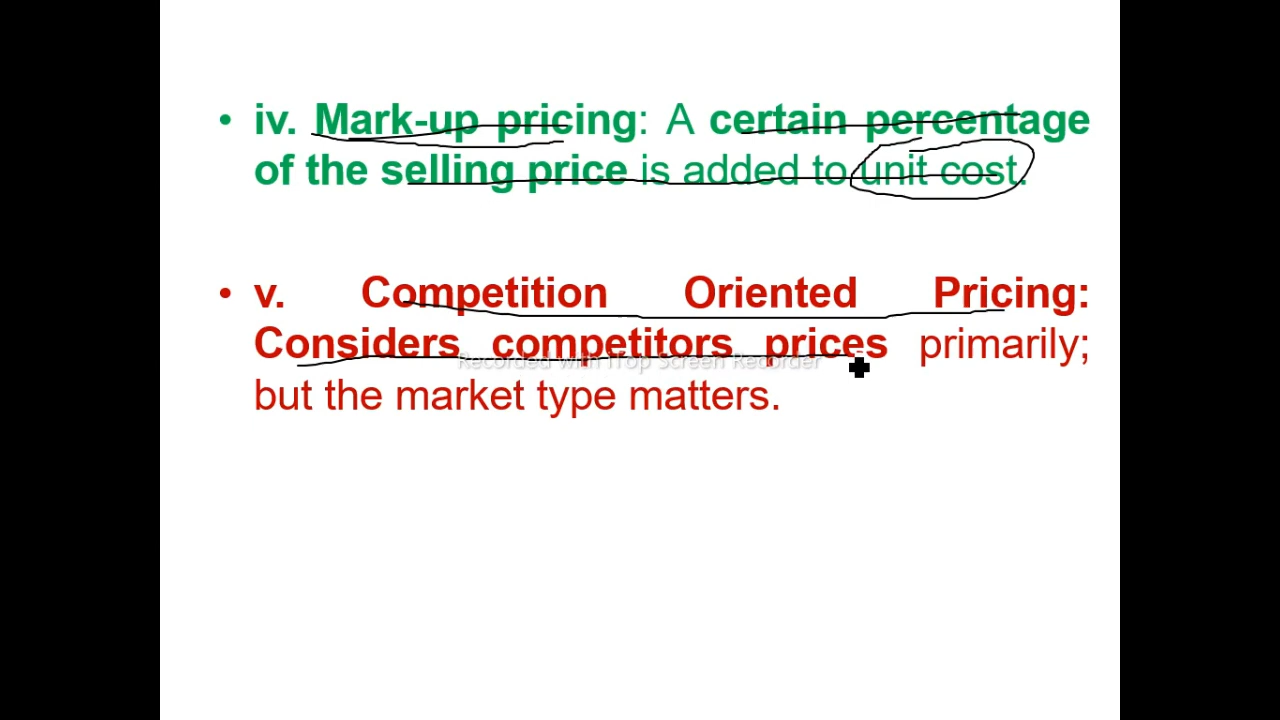 • iv. Mark-up pricing: A certain percentage
of the selling price is added to unit cost.
• v. Competition Oriented Pricing:
Considers competitors prices primarily;
Recorded with iTop Screen Recorder
but the market type matters.